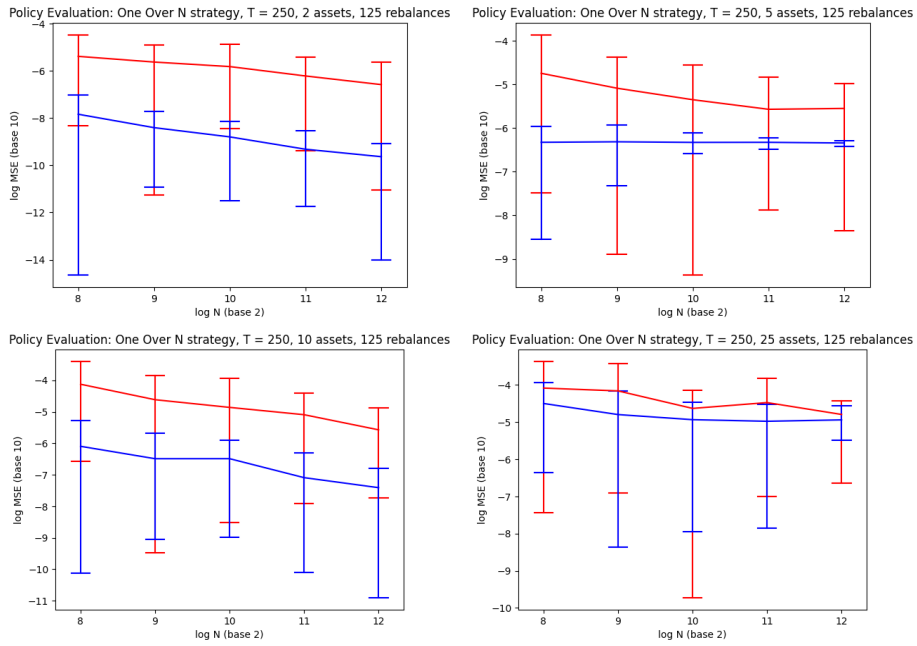 Policy Evaluation: One Over N strategy, T = 250, 2 assets, 125 rebalances
−4
−6
−8
−10
−12
−14
log MSE (base 10)
8 9 10 11 12
log N (base 2)
Policy Evaluation: One Over N strategy, T = 250, 5 assets, 125 rebalances
−4
−5
−6
−7
−8
−9
log MSE (base 10)
8 9 10 11 12
log N (base 2)
Policy Evaluation: One Over N strategy, T = 250, 10 assets, 125 rebalances
−4
−5
−6
−7
−8
−9
−10
−11
log MSE (base 10)
8 9 10 11 12
log N (base 2)
Policy Evaluation: One Over N strategy, T = 250, 25 assets, 125 rebalances
−4
−5
−6
−7
−8
−9
−10
log MSE (base 10)
8 9 10 11 12
log N (base 2)